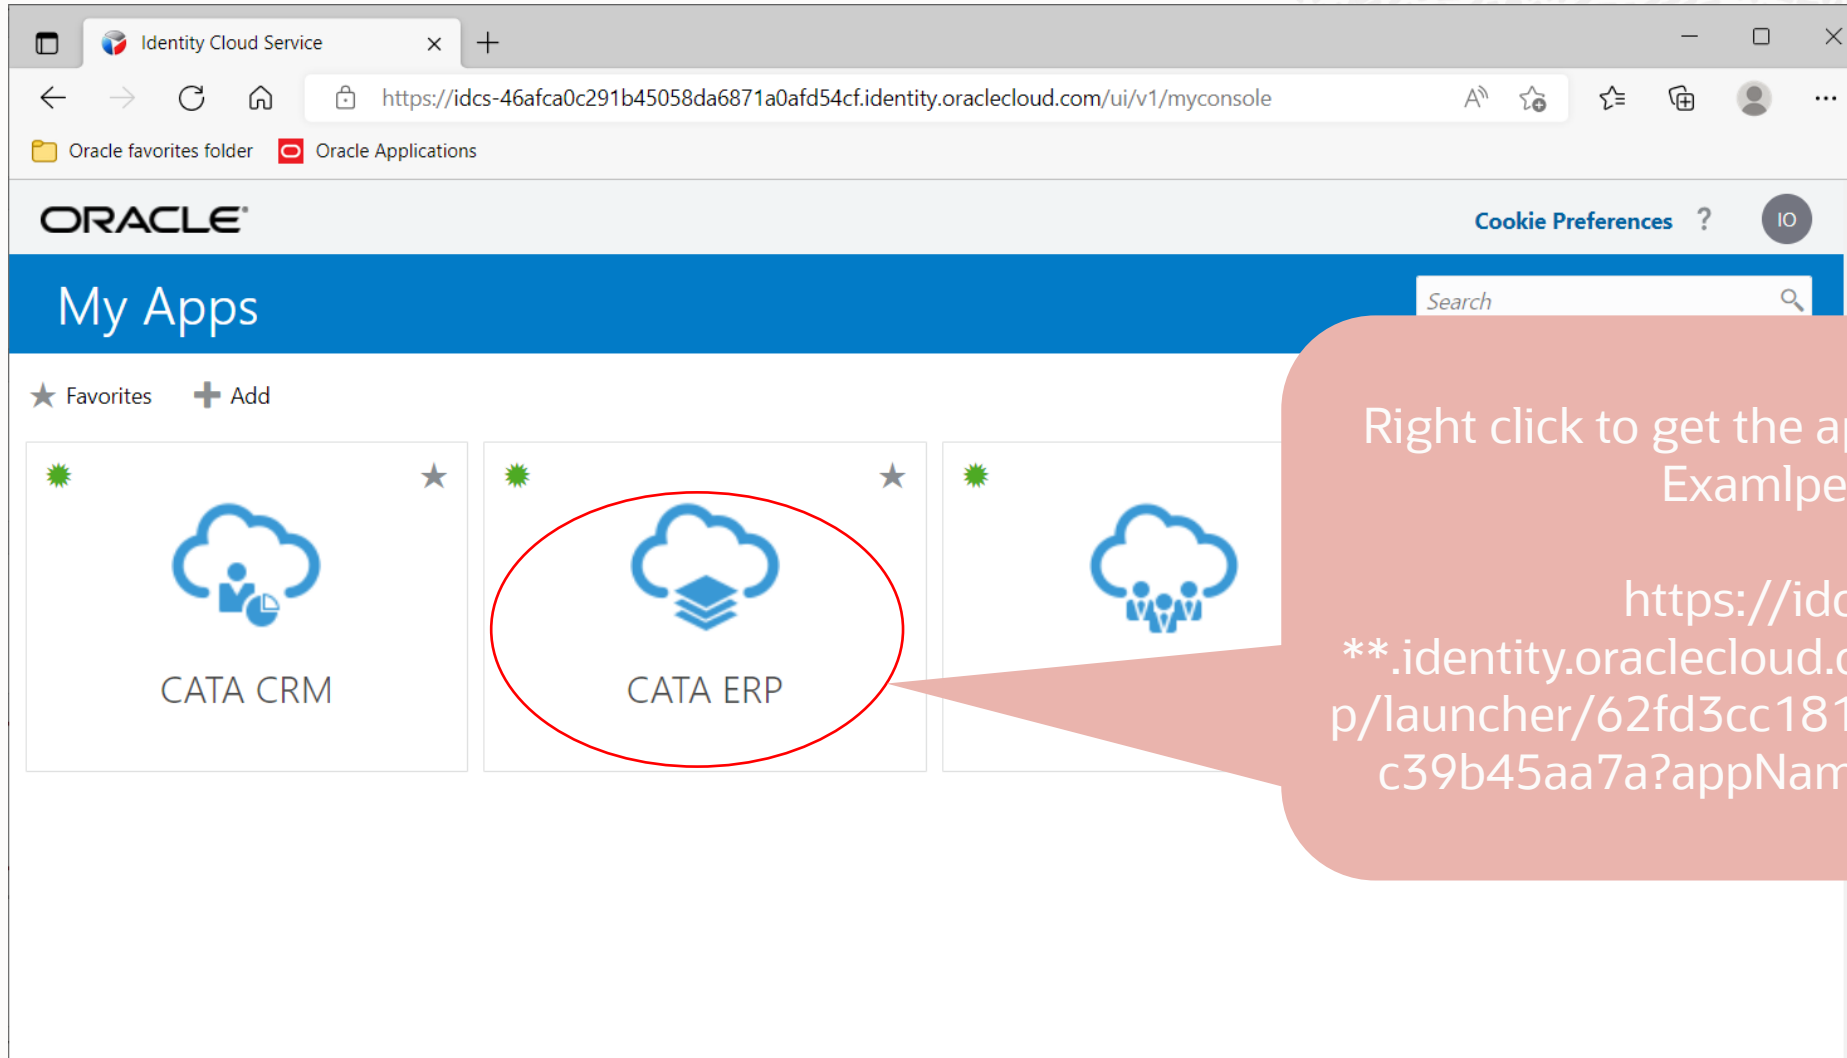 Identity Cloud Service
https://idcs-46afca0c291b45058da6871a0afd54cf.identity.oraclecloud.com/ui/v1/myconsole
Oracle favorites folder Oracle Applications
ORACLE
Cookie Preferences ? IO
My Apps
Search
Favorites Add
CATA CRM
CATA ERP
Right click to get the a
Examlpe
https://idc
**.identity.oraclecloud.
p/launcher/62fd3cc181
c39b45aa7a?appNam